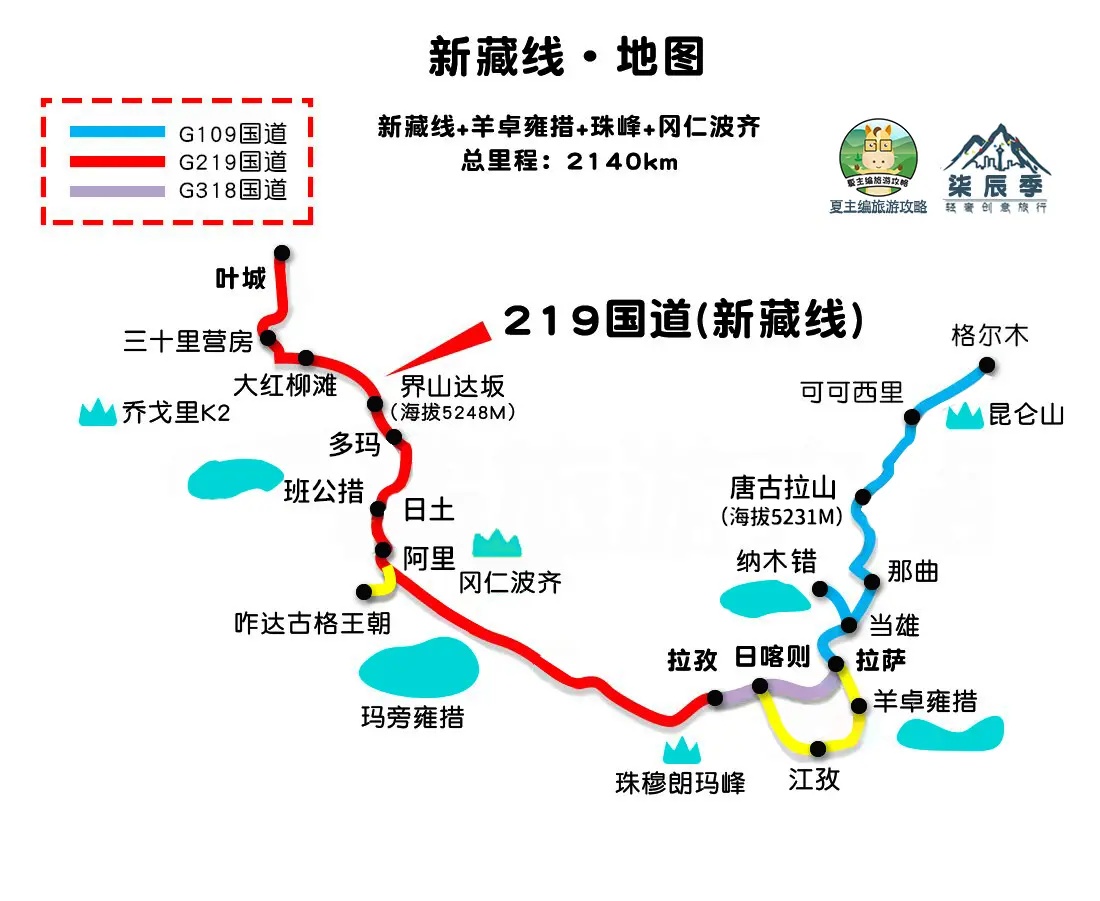 新藏线·地图
新藏线+羊卓雍措+珠峰+冈仁波齐
总里程：2140km
G109国道
G219国道
G318国道
夏主编旅游攻略
夏主编旅游攻略
柒辰季
轻奢创意旅行
叶城
219国道(新藏线)
三十里营房
大红柳滩
界山达坂
（海拔5248M）
乔戈里K2
多玛
班公措
日土
阿里
冈仁波齐
咋达古格王朝
玛旁雍措
格尔木
可可西里
昆仑山
唐古拉山
（海拔5231M）
纳木错
那曲
当雄
拉孜
日喀则
拉萨
羊卓雍措
江孜
珠穆朗玛峰